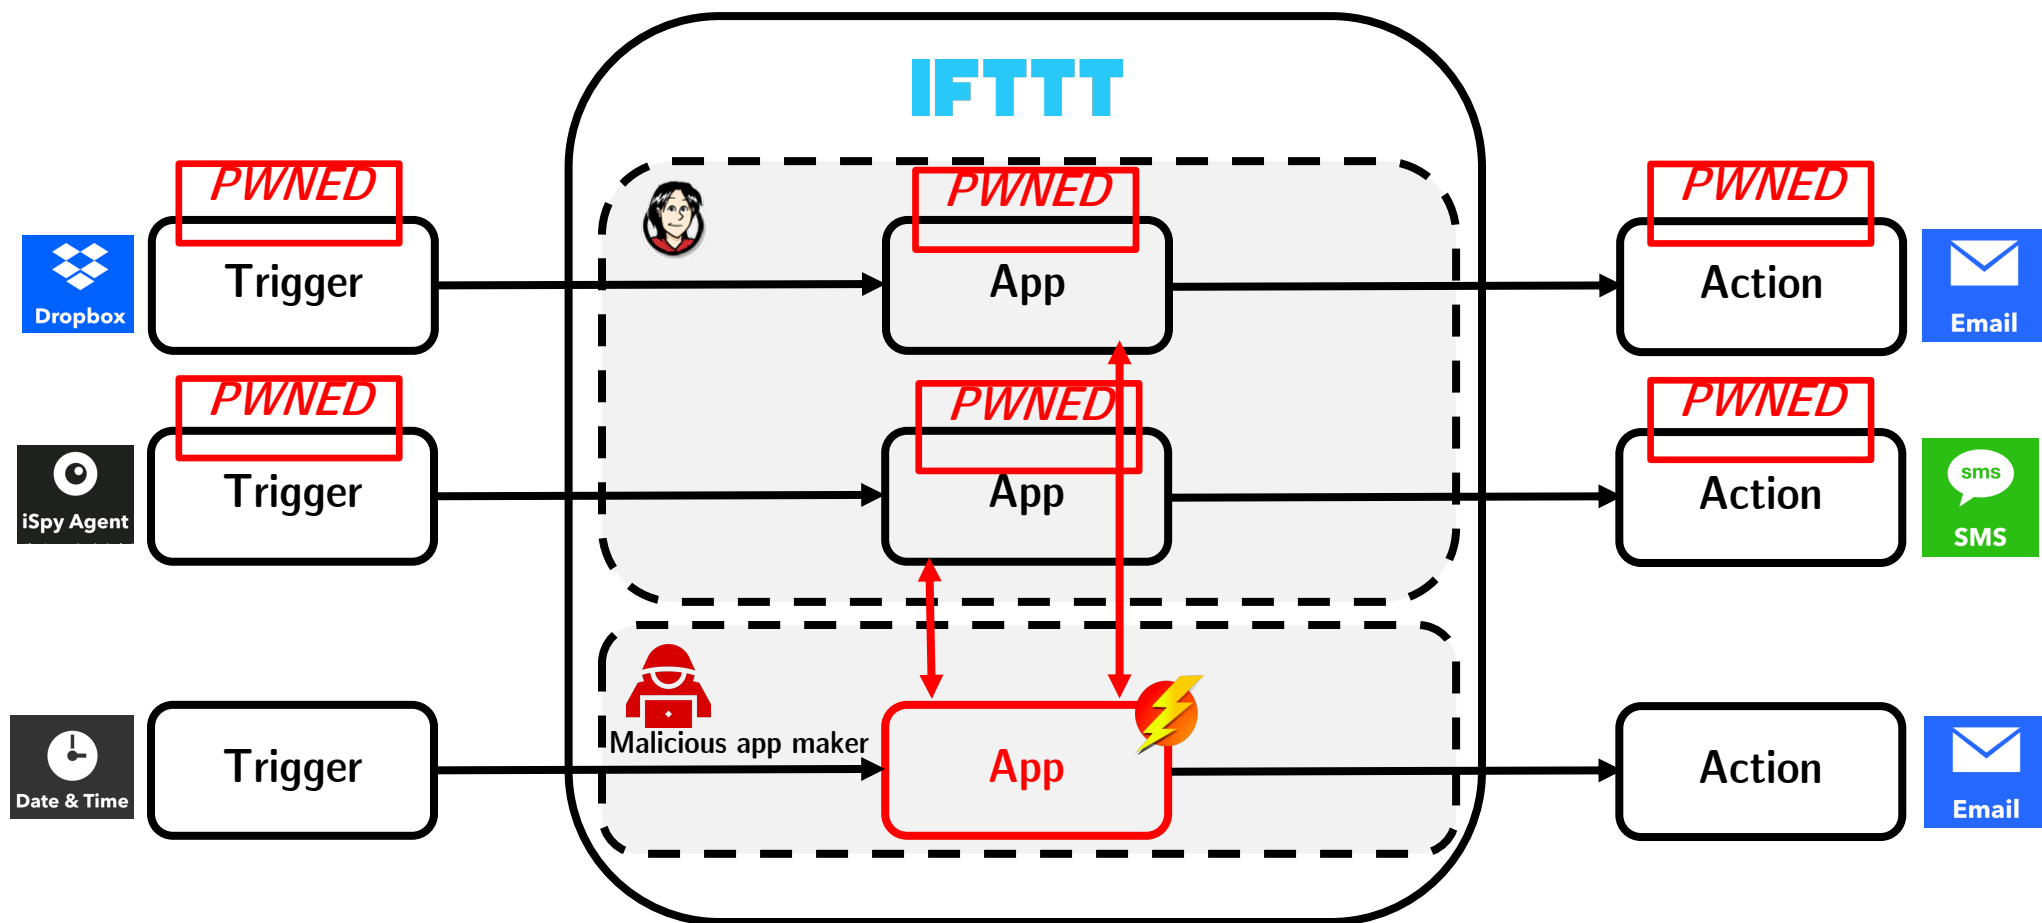 IFTTT
PWNED
PWNED
PWNED
Dropbox
Trigger
App
Action
Email
PWNED
PWNED
PWNED
iSpy Agent
Trigger
App
Action
sms
SMS
Malicious app maker
Date & Time
Trigger
App
Action
Email